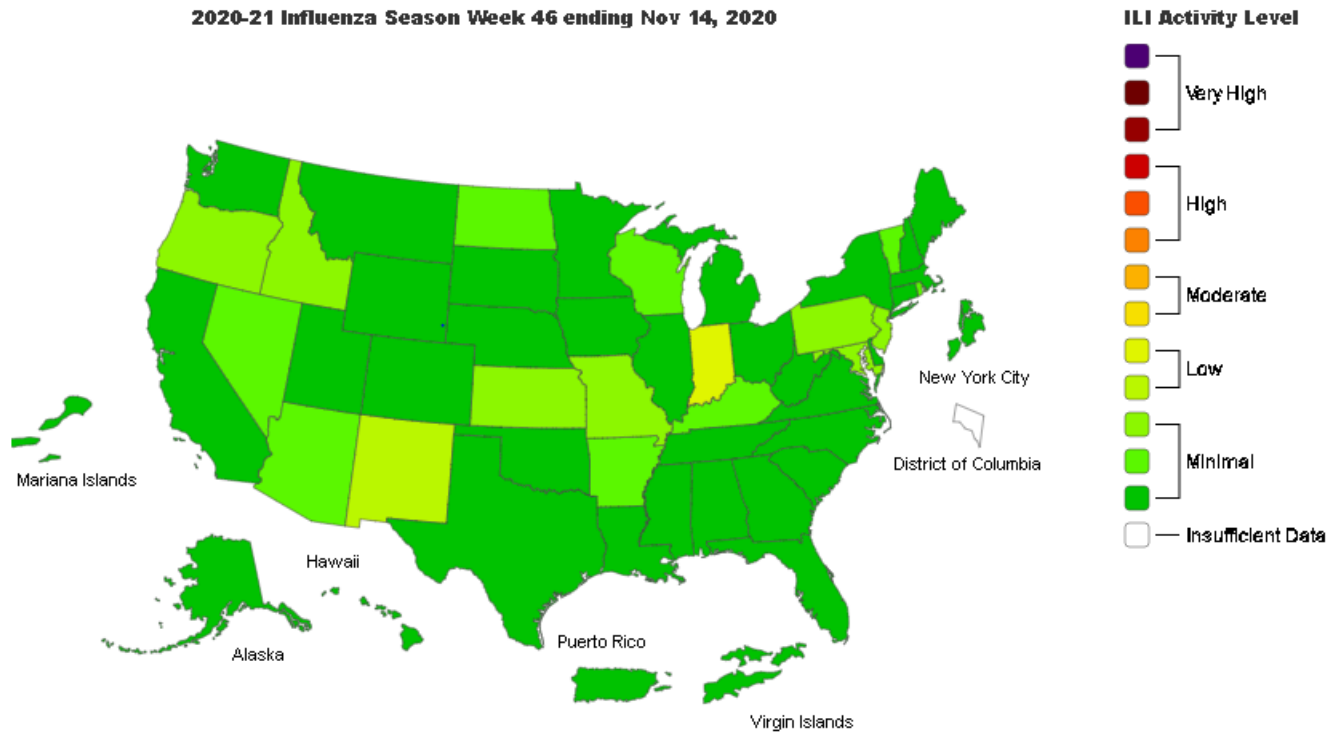 2020-21 Influenza Season Week 46 ending Nov 14, 2020
ILI Activity Level
Very High
High
Moderate
Low
Minimal
Insufficient Data
New York City
District of Columbia
Mariana Islands
Hawaii
Alaska
Puerto Rico
Virgin Islands